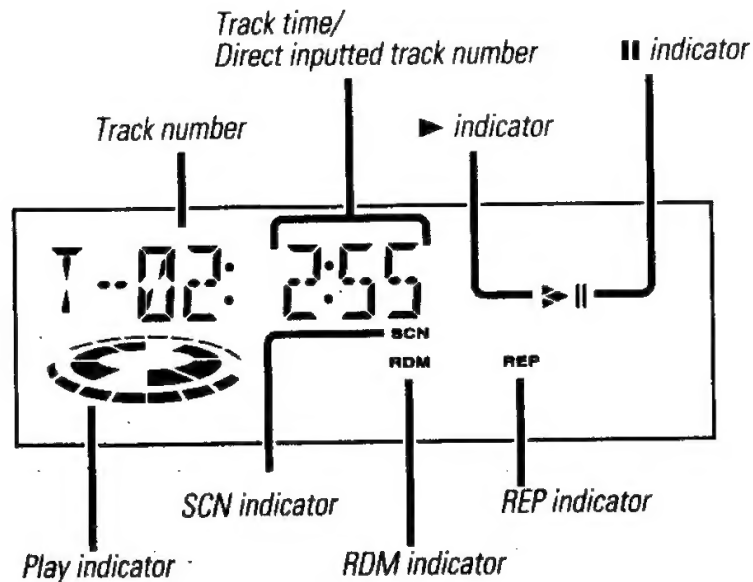 Track time/
Direct inputted track number
II indicator
Track number
► indicator
T-02: 2:55
SCN
RDM
REP
SCN indicator
REP indicator
Play indicator
RDM indicator